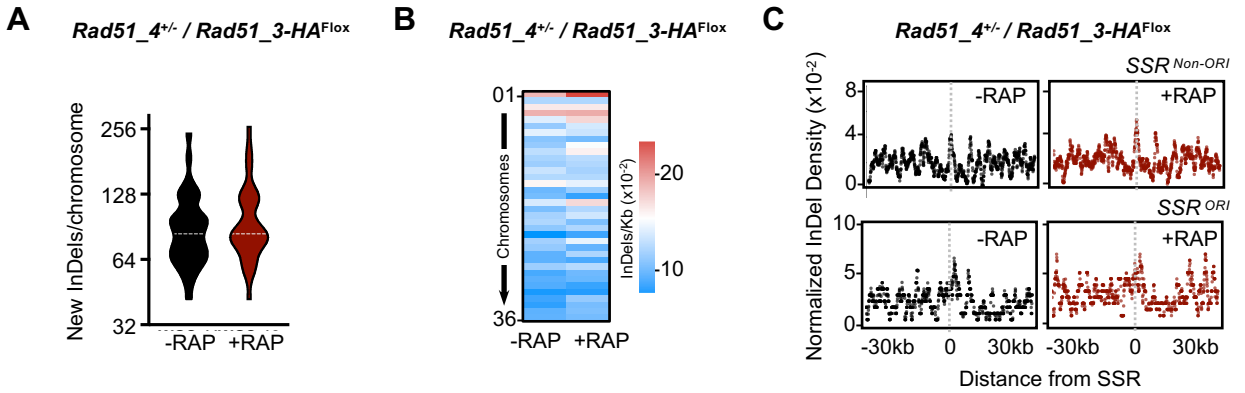 A
Rad51_4+/- / Rad51_3-HAFlox
New InDels/chromosome
256
128
64
32
-RAP
+RAP
B
Rad51_4+/- / Rad51_3-HAFlox
01
Chromosomes
36
-RAP
+RAP
InDels/Kb (x10-2)
20
10
C
Rad51_4+/- / Rad51_3-HAFlox
Normalized InDel Density (x10-2)
SSR Non-ORI
8
4
0
-RAP
+RAP
SSR ORI
10
5
0
-RAP
+RAP
-30kb 0 30kb
-30kb 0 30kb
Distance from SSR